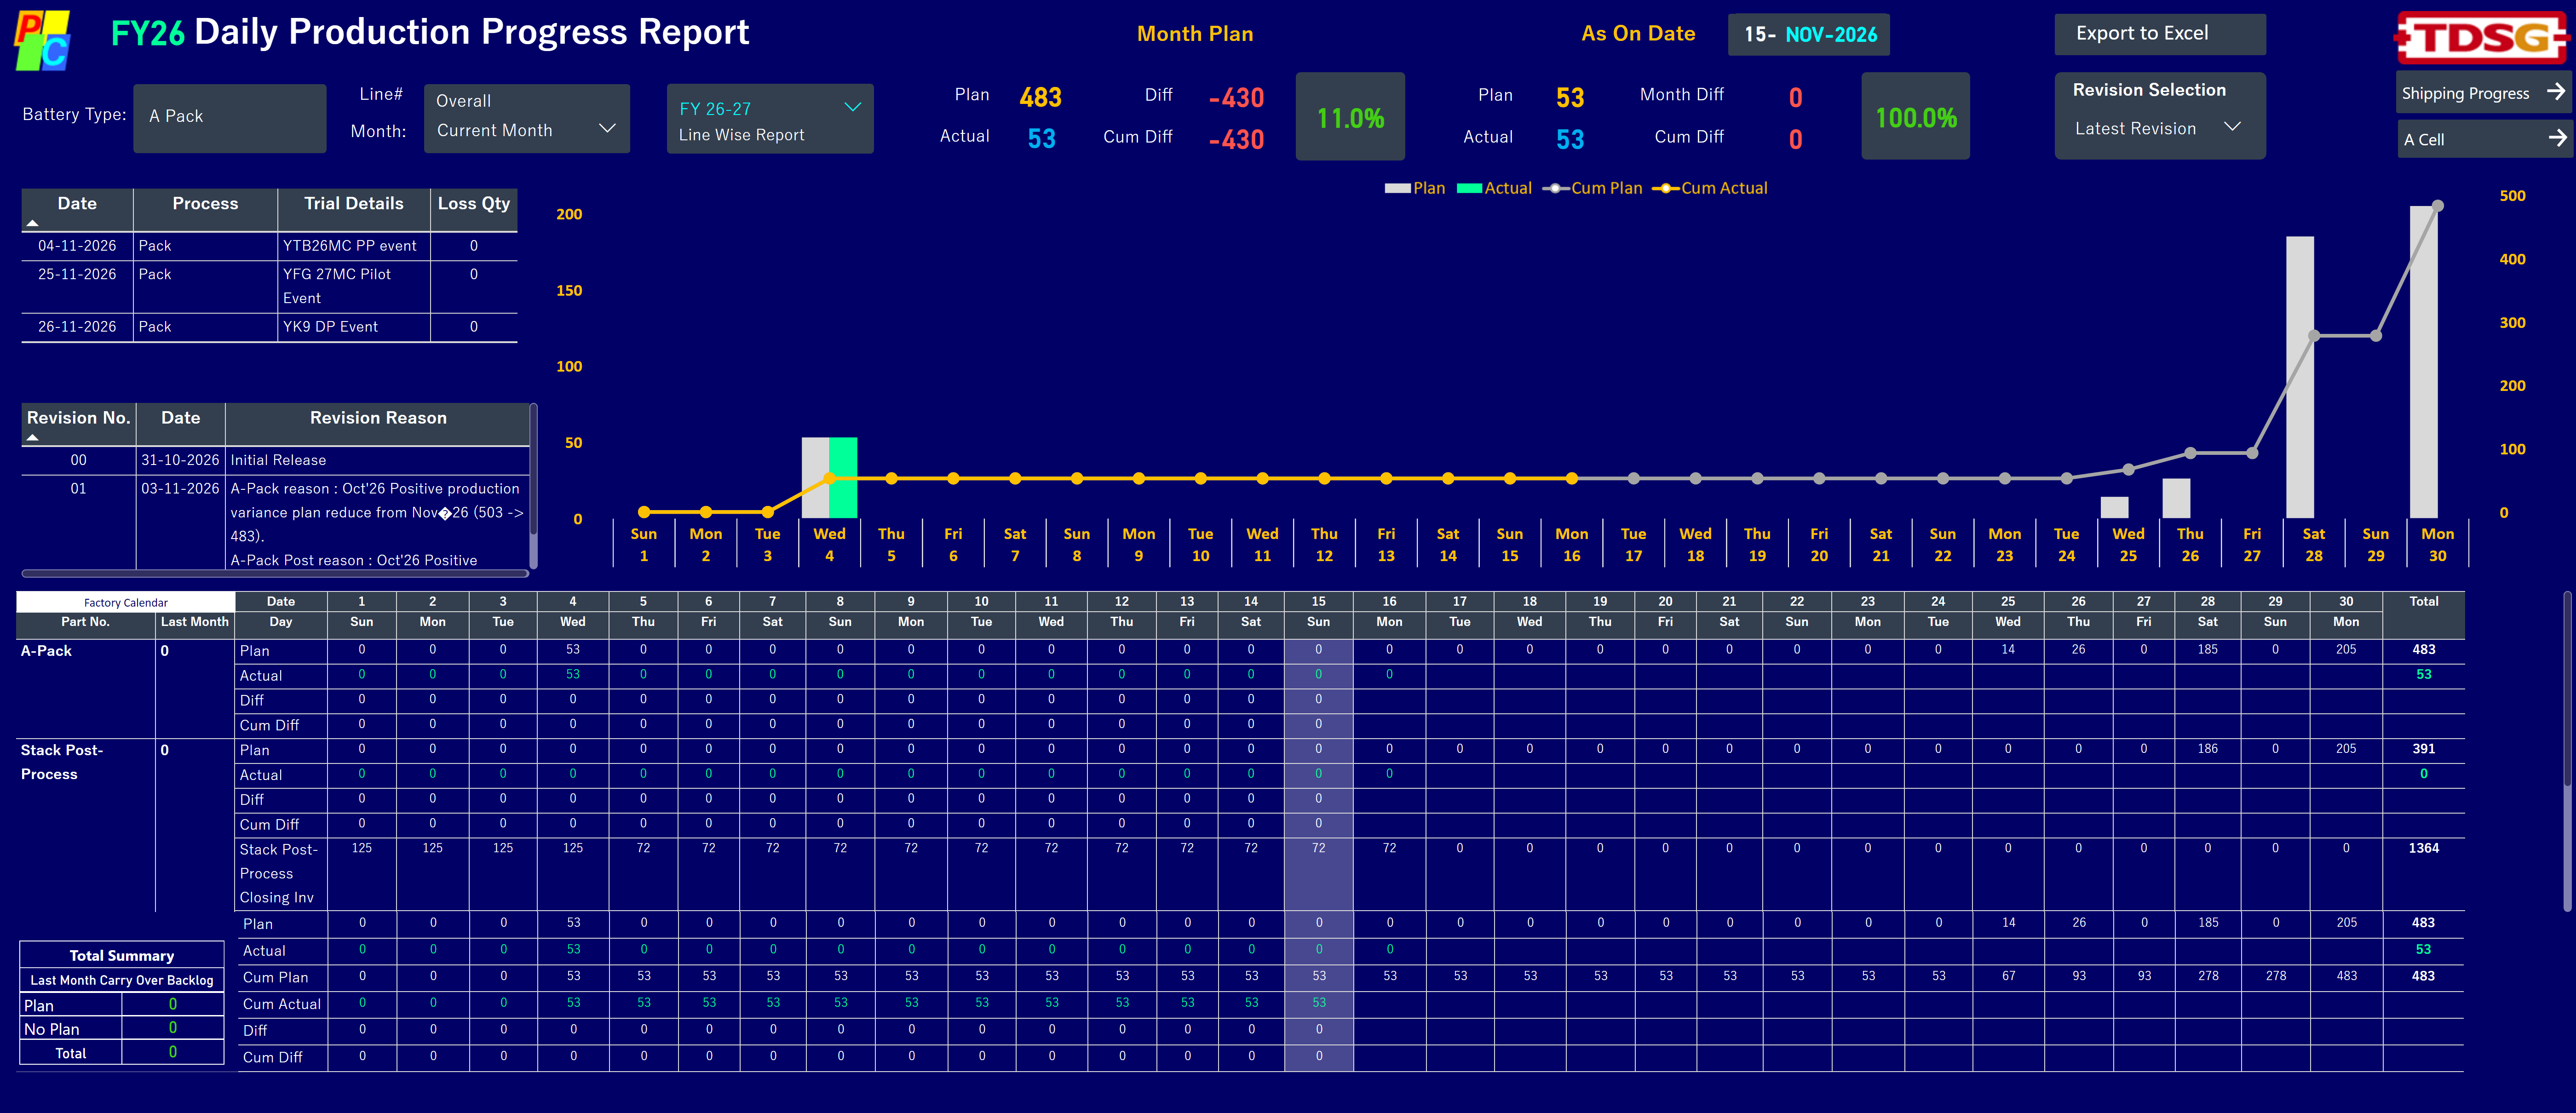 PC
FY26 Daily Production Progress Report
Month Plan
As On Date
15- NOV-2026
Export to Excel
TDSG
Battery Type:
A Pack
Line#
Month:
Overall
Current Month
FY 26-27
Line Wise Report
Plan 483 Diff -430
Actual 53 Cum Diff -430
11.0%
Plan 53 Month Diff 0
Actual 53 Cum Diff 0
100.0%
Revision Selection
Latest Revision
Shipping Progress
A Cell
Date Process Trial Details Loss Qty
04-11-2026 Pack YTB26MC PP event 0
25-11-2026 Pack YFG 27MC Pilot Event 0
26-11-2026 Pack YK9 DP Event 0
Revision No. Date Revision Reason
00 31-10-2026 Initial Release
01 03-11-2026 A-Pack reason : Oct'26 Positive production
variance plan reduce from Nov�26 (503 ->
483).
A-Pack Post reason : Oct'26 Positive
Plan Actual Cum Plan Cum Actual
200
150
100
50
0
500
400
300
200
100
0
Sun Mon Tue Wed Thu Fri Sat Sun Mon Tue Wed Thu Fri Sat Sun Mon Tue Wed Thu Fri Sat Sun Mon Tue Wed Thu Fri Sat Sun Mon
1 2 3 4 5 6 7 8 9 10 11 12 13 14 15 16 17 18 19 20 21 22 23 24 25 26 27 28 29 30
Factory Calendar Date 1 2 3 4 5 6 7 8 9 10 11 12 13 14 15 16 17 18 19 20 21 22 23 24 25 26 27 28 29 30 Total
Part No. Last Month Day Sun Mon Tue Wed Thu Fri Sat Sun Mon Tue Wed Thu Fri Sat Sun Mon Tue Wed Thu Fri Sat Sun Mon Tue Wed Thu Fri Sat Sun Mon
A-Pack 0 Plan 0 0 0 53 0 0 0 0 0 0 0 0 0 0 0 0 0 0 0 0 0 0 0 0 14 26 0 185 0 205 483
Actual 0 0 0 53 0 0 0 0 0 0 0 0 0 0 0 0 53
Diff 0 0 0 0 0 0 0 0 0 0 0 0 0 0 0
Cum Diff 0 0 0 0 0 0 0 0 0 0 0 0 0 0 0
Stack Post-Process 0 Plan 0 0 0 0 0 0 0 0 0 0 0 0 0 0 0 0 0 0 0 0 0 0 0 0 0 0 0 186 0 205 391
Actual 0 0 0 0 0 0 0 0 0 0 0 0 0 0 0 0 0
Diff 0 0 0 0 0 0 0 0 0 0 0 0 0 0 0
Cum Diff 0 0 0 0 0 0 0 0 0 0 0 0 0 0 0
Stack Post-Process Closing Inv 125 125 125 125 72 72 72 72 72 72 72 72 72 72 72 72 0 0 0 0 0 0 0 0 0 0 0 0 0 0 1364
Plan 0 0 0 53 0 0 0 0 0 0 0 0 0 0 0 0 0 0 0 0 0 0 0 0 14 26 0 185 0 205 483
Actual 0 0 0 53 0 0 0 0 0 0 0 0 0 0 0 0 53
Cum Plan 0 0 0 53 53 53 53 53 53 53 53 53 53 53 53 53 53 53 53 53 53 53 53 53 67 93 93 278 278 483 483
Cum Actual 0 0 0 53 53 53 53 53 53 53 53 53 53 53 53
Diff 0 0 0 0 0 0 0 0 0 0 0 0 0 0 0
Cum Diff 0 0 0 0 0 0 0 0 0 0 0 0 0 0 0
Total Summary
Last Month Carry Over Backlog
Plan 0
No Plan 0
Total 0